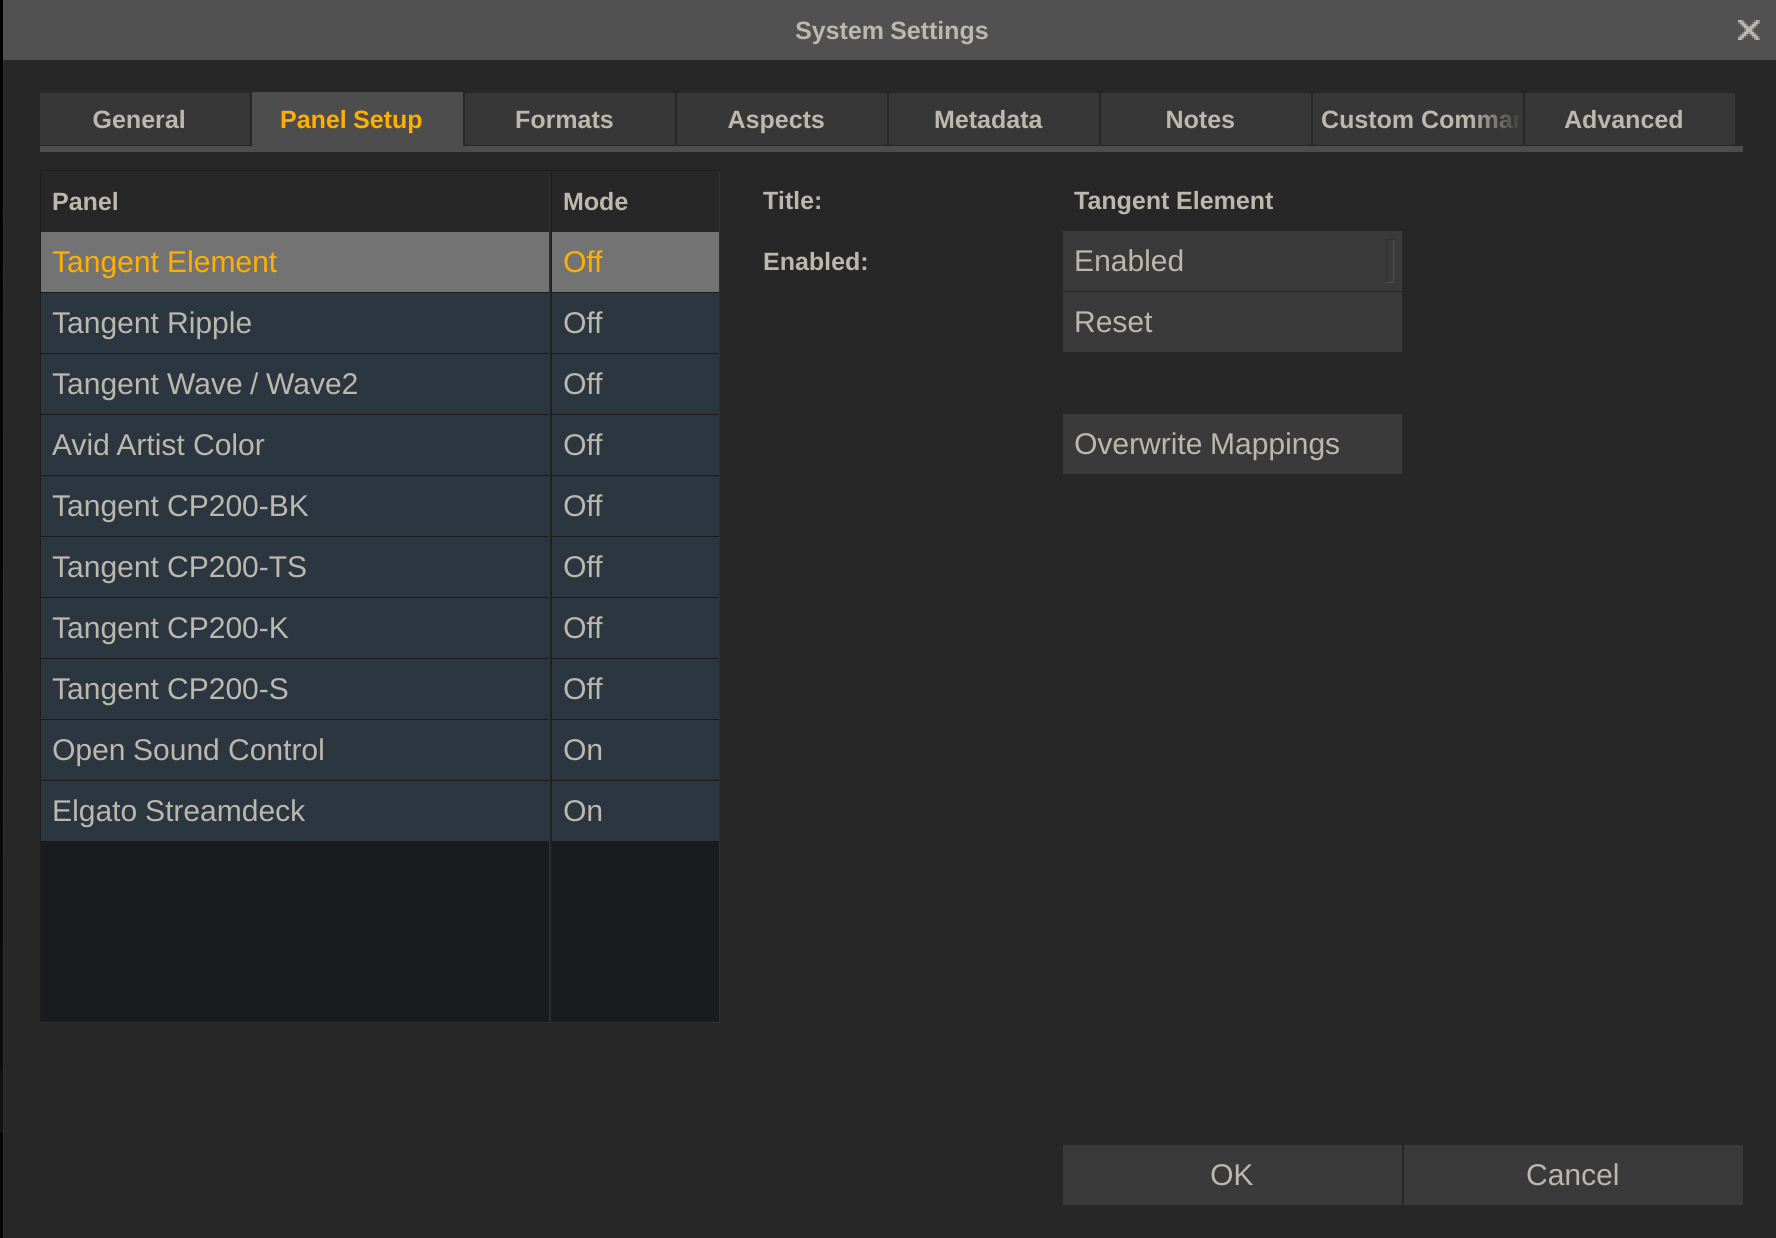 System Settings
General Panel Setup Formats Aspects Metadata Notes Custom Comma Advanced
Panel Mode Title: Tangent Element
Tangent Element Off Enabled: Enabled
Tangent Ripple Off Reset
Tangent Wave / Wave2 Off
Avid Artist Color Off Overwrite Mappings
Tangent CP200-BK Off
Tangent CP200-TS Off
Tangent CP200-K Off
Tangent CP200-S Off
Open Sound Control On
Elgato Streamdeck On
OK Cancel